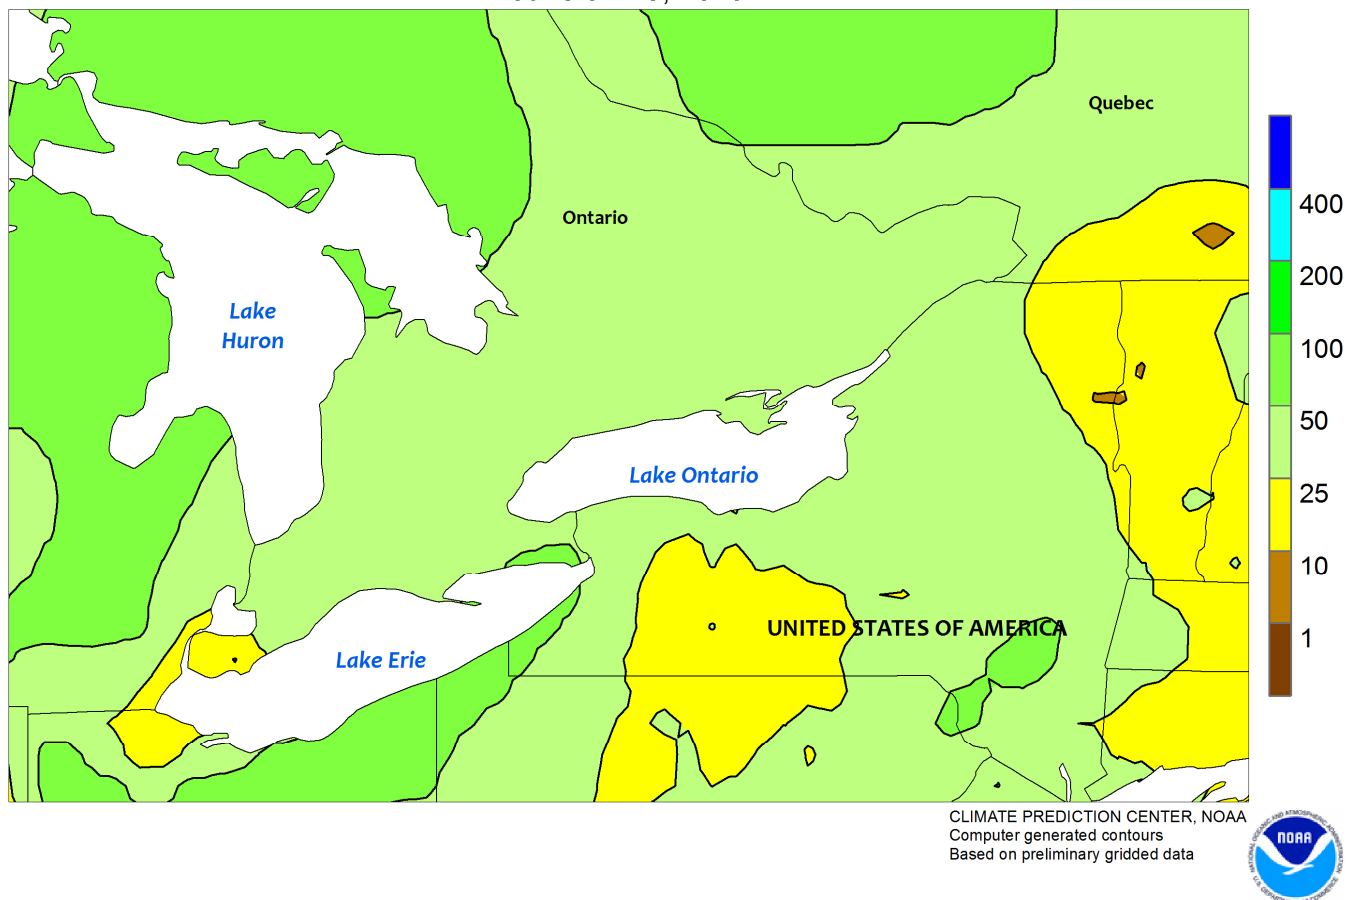 Quebec
Ontario
Lake
Huron
Lake Ontario
Lake Erie
UNITED STATES OF AMERICA
400
200
100
50
25
10
1
CLIMATE PREDICTION CENTER, NOAA
Computer generated contours
Based on preliminary gridded data
NOAA